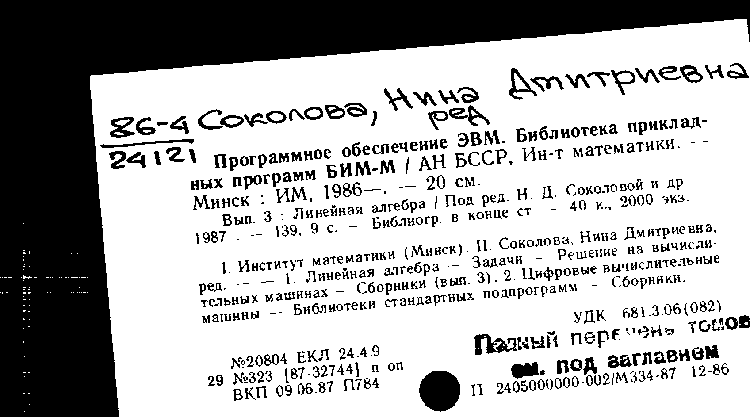 86-4 Соколова, Нина Дмитриевна
24121 ред
Программное обеспечение ЭВМ. Библиотека приклад-
ных программ БИМ-М / АН БССР, Ин-т математики. - -
Минск : ИМ, 1986—. — 20 см.
Вып. 3 : Линейная алгебра / Под ред. Н. Д. Соколовой и др
1987 . — 139, 9 с. — Библиогр. в конце ст – 40 к., 2000 экз.
I. Институт математики (Минск). II. Соколова, Нина Дмитриевна,
ред. — — 1. Линейная алгебра — Задачи — Решение на вычисли-
тельных машинах – Сборники (вып. 3). 2. Цифровые вычислительные
машины — Библиотеки стандартных подпрограмм – Сборники.
УДК 681.3.06(082)
Полный перечень томов
см. под заглавием
№20804 ЕКЛ 24.4.9
29 №323 [87-32744] п оп
ВКП 09.06.87 П784
П 2405000000-002/М334-87 12-86